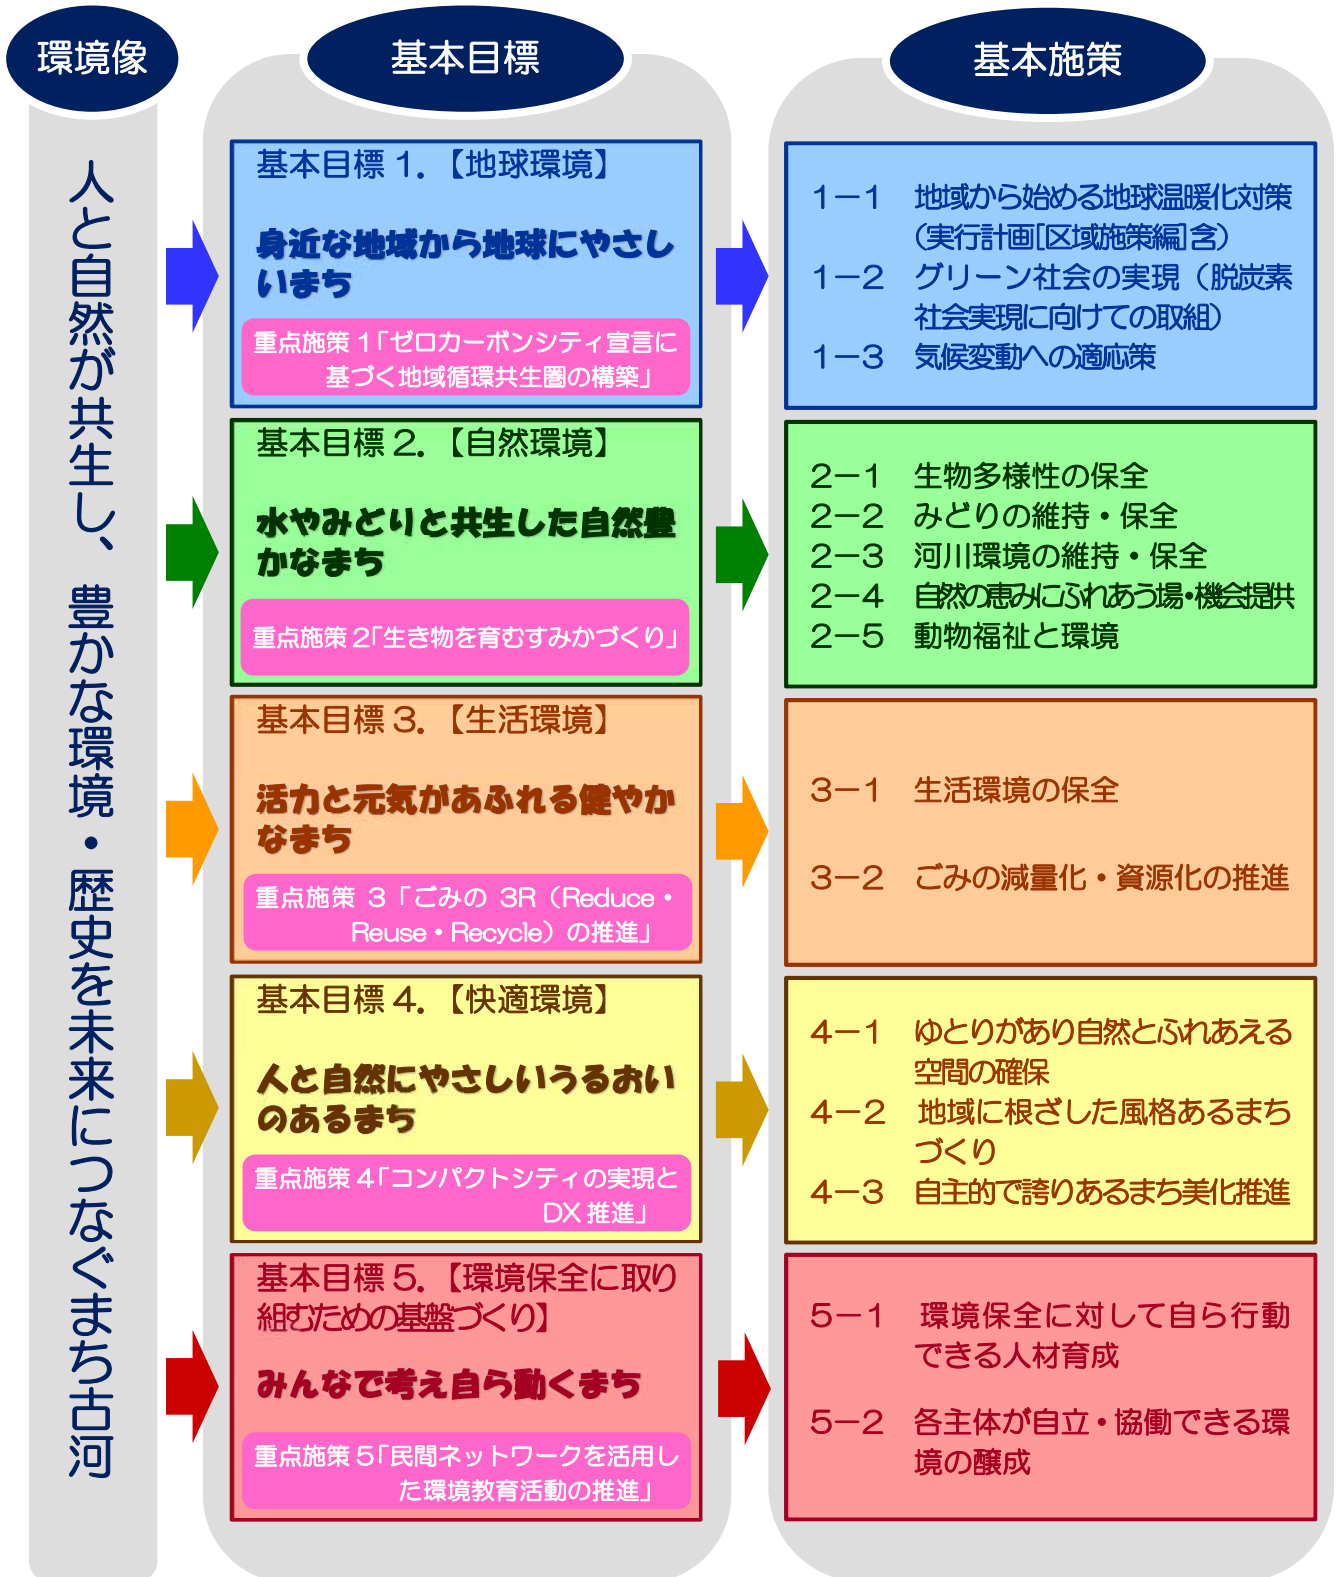 環境像
人と自然が共生し、豊かな環境・歴史を未来につなぐまち古河
基本目標
基本目標１．【地球環境】
身近な地域から地球にやさし
いまち
重点施策１「ゼロカーボンシティ宣言に
基づく地域循環共生圏の構築」
基本目標２．【自然環境】
水やみどりと共生した自然豊
かなまち
重点施策２「生き物を育むすみかづくり」
基本目標３．【生活環境】
活力と元気があふれる健やか
なまち
重点施策 ３「ごみの 3R（Reduce・
Reuse・Recycle）の推進」
基本目標４．【快適環境】
人と自然にやさしいうるおい
のあるまち
重点施策４「コンパクトシティの実現と
DX 推進」
基本目標５．【環境保全に取り
組むための基盤づくり】
みんなで考え自ら動くまち
重点施策５「民間ネットワークを活用し
た環境教育活動の推進」
基本施策
１－１　地域から始める地球温暖化対策
（実行計画[区域施策編]含）
１－２　グリーン社会の実現（脱炭素
社会実現に向けての取組）
１－３　気候変動への適応策
２－１　生物多様性の保全
２－２　みどりの維持・保全
２－３　河川環境の維持・保全
２－４　自然の恵みにふれあう場・機会提供
２－５　動物福祉と環境
３－１　生活環境の保全
３－２　ごみの減量化・資源化の推進
４－１　ゆとりがあり自然とふれあえる
空間の確保
４－２　地域に根ざした風格あるまち
づくり
４－３　自主的で誇りあるまち美化推進
５－１　環境保全に対して自ら行動
できる人材育成
５－２　各主体が自立・協働できる環
境の醸成